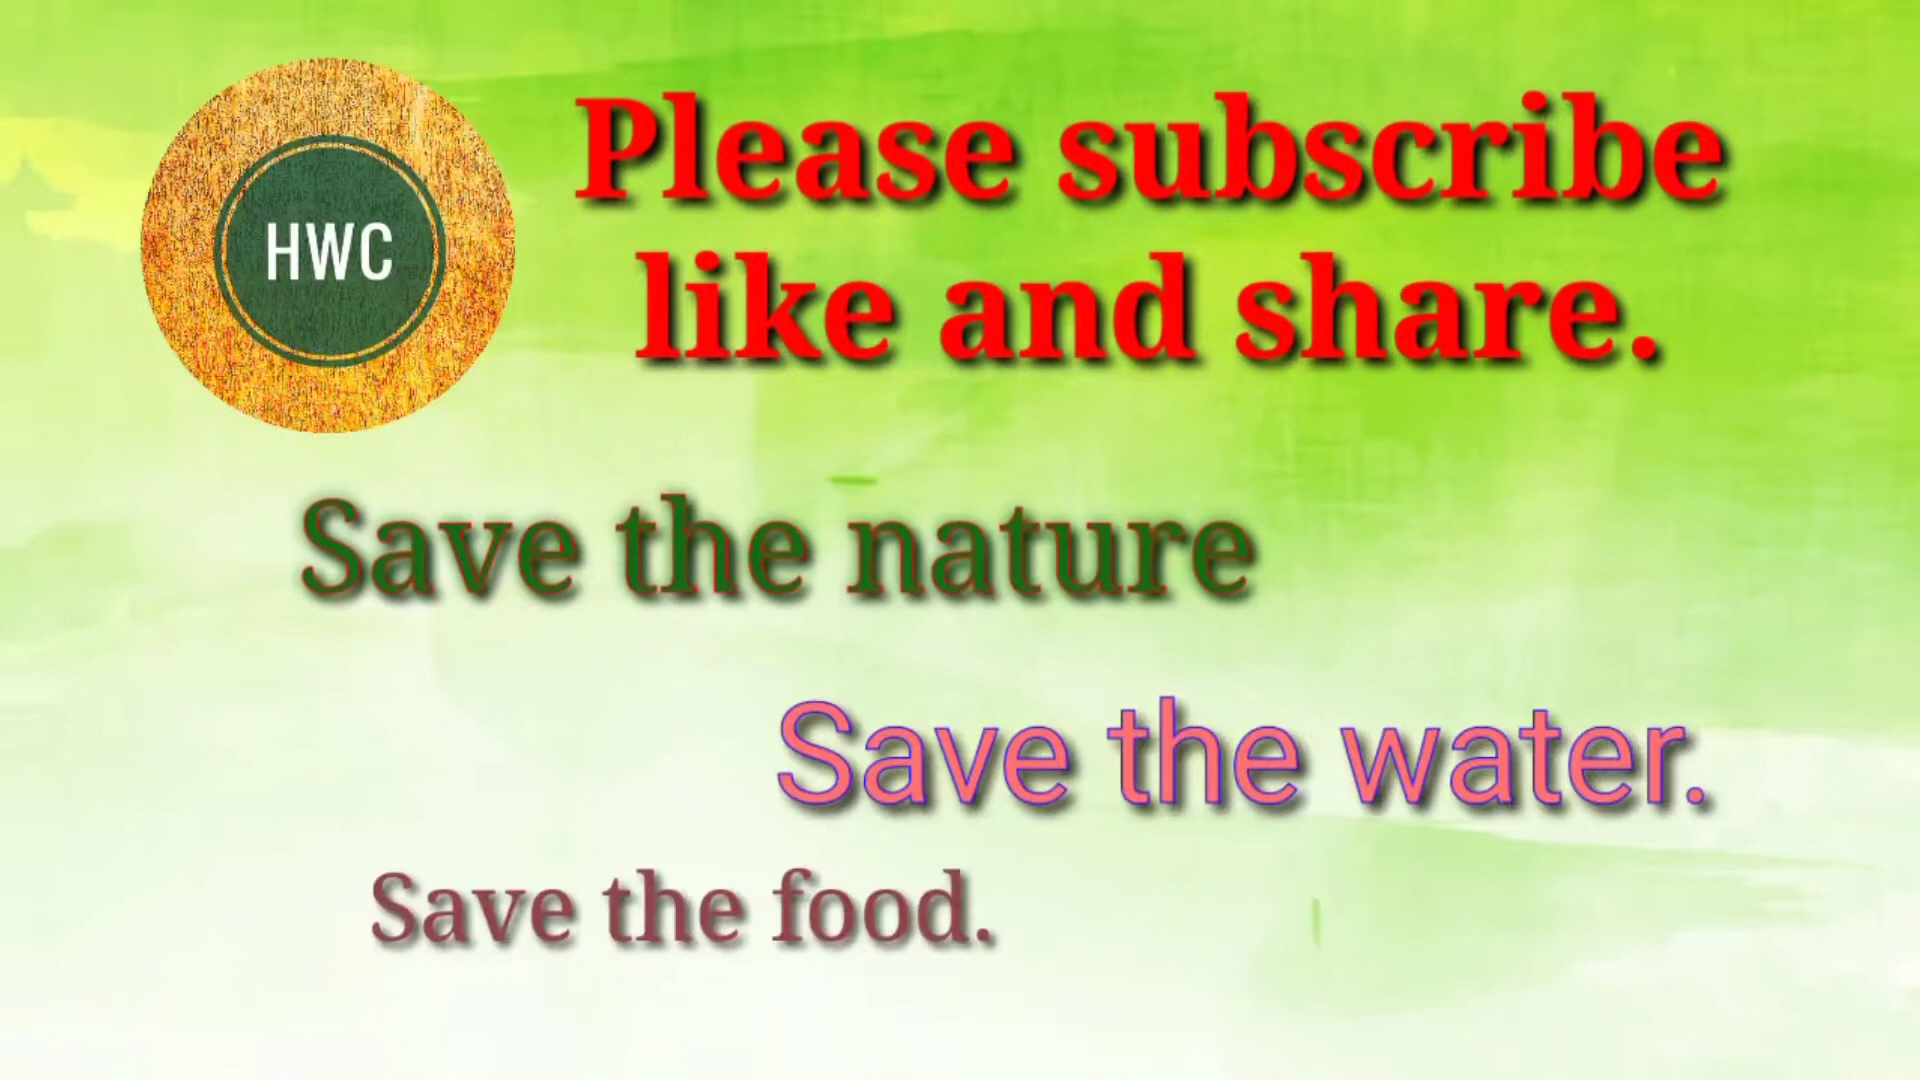 HWC
Please subscribe
like and share.
Save the nature
Save the water.
Save the food.